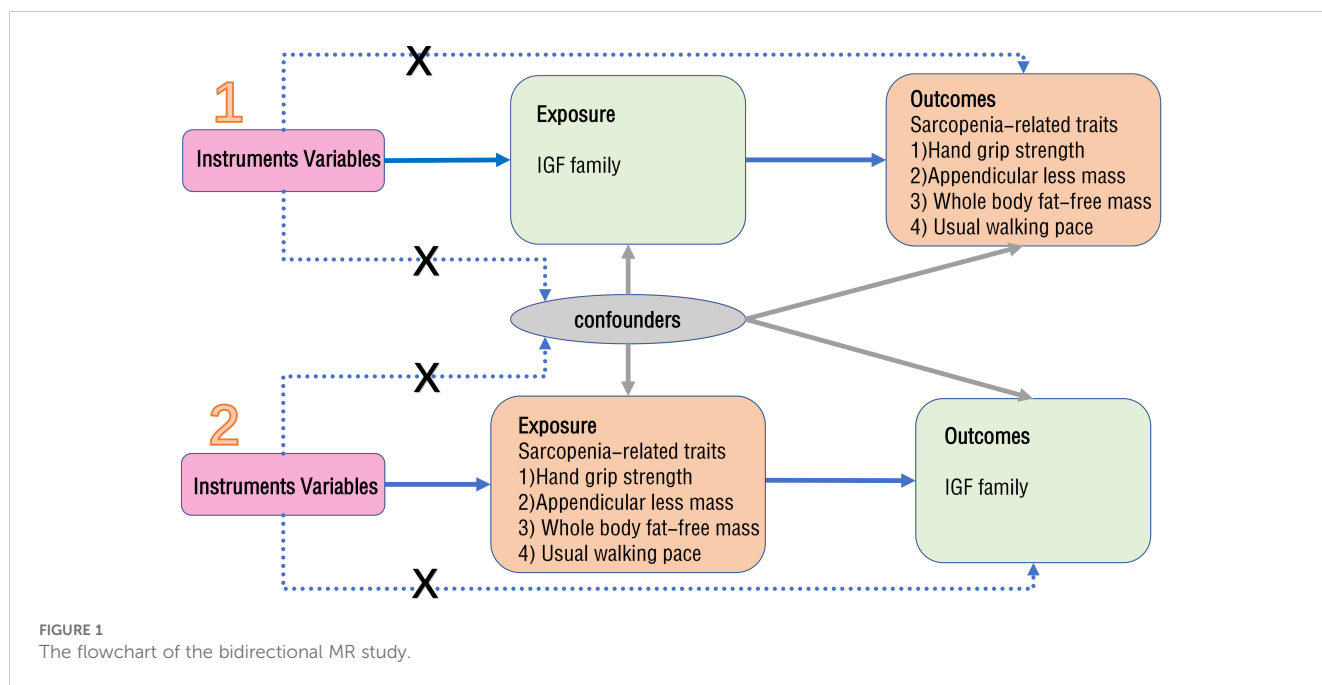 X
1
Instruments Variables
Exposure
IGF family
Outcomes
Sarcopenia–related traits
1)Hand grip strength
2)Appendicular less mass
3) Whole body fat–free mass
4) Usual walking pace
X
confounders
X
2
Instruments Variables
Exposure
Sarcopenia–related traits
1)Hand grip strength
2)Appendicular less mass
3) Whole body fat–free mass
4) Usual walking pace
Outcomes
IGF family
X
FIGURE 1
The flowchart of the bidirectional MR study.